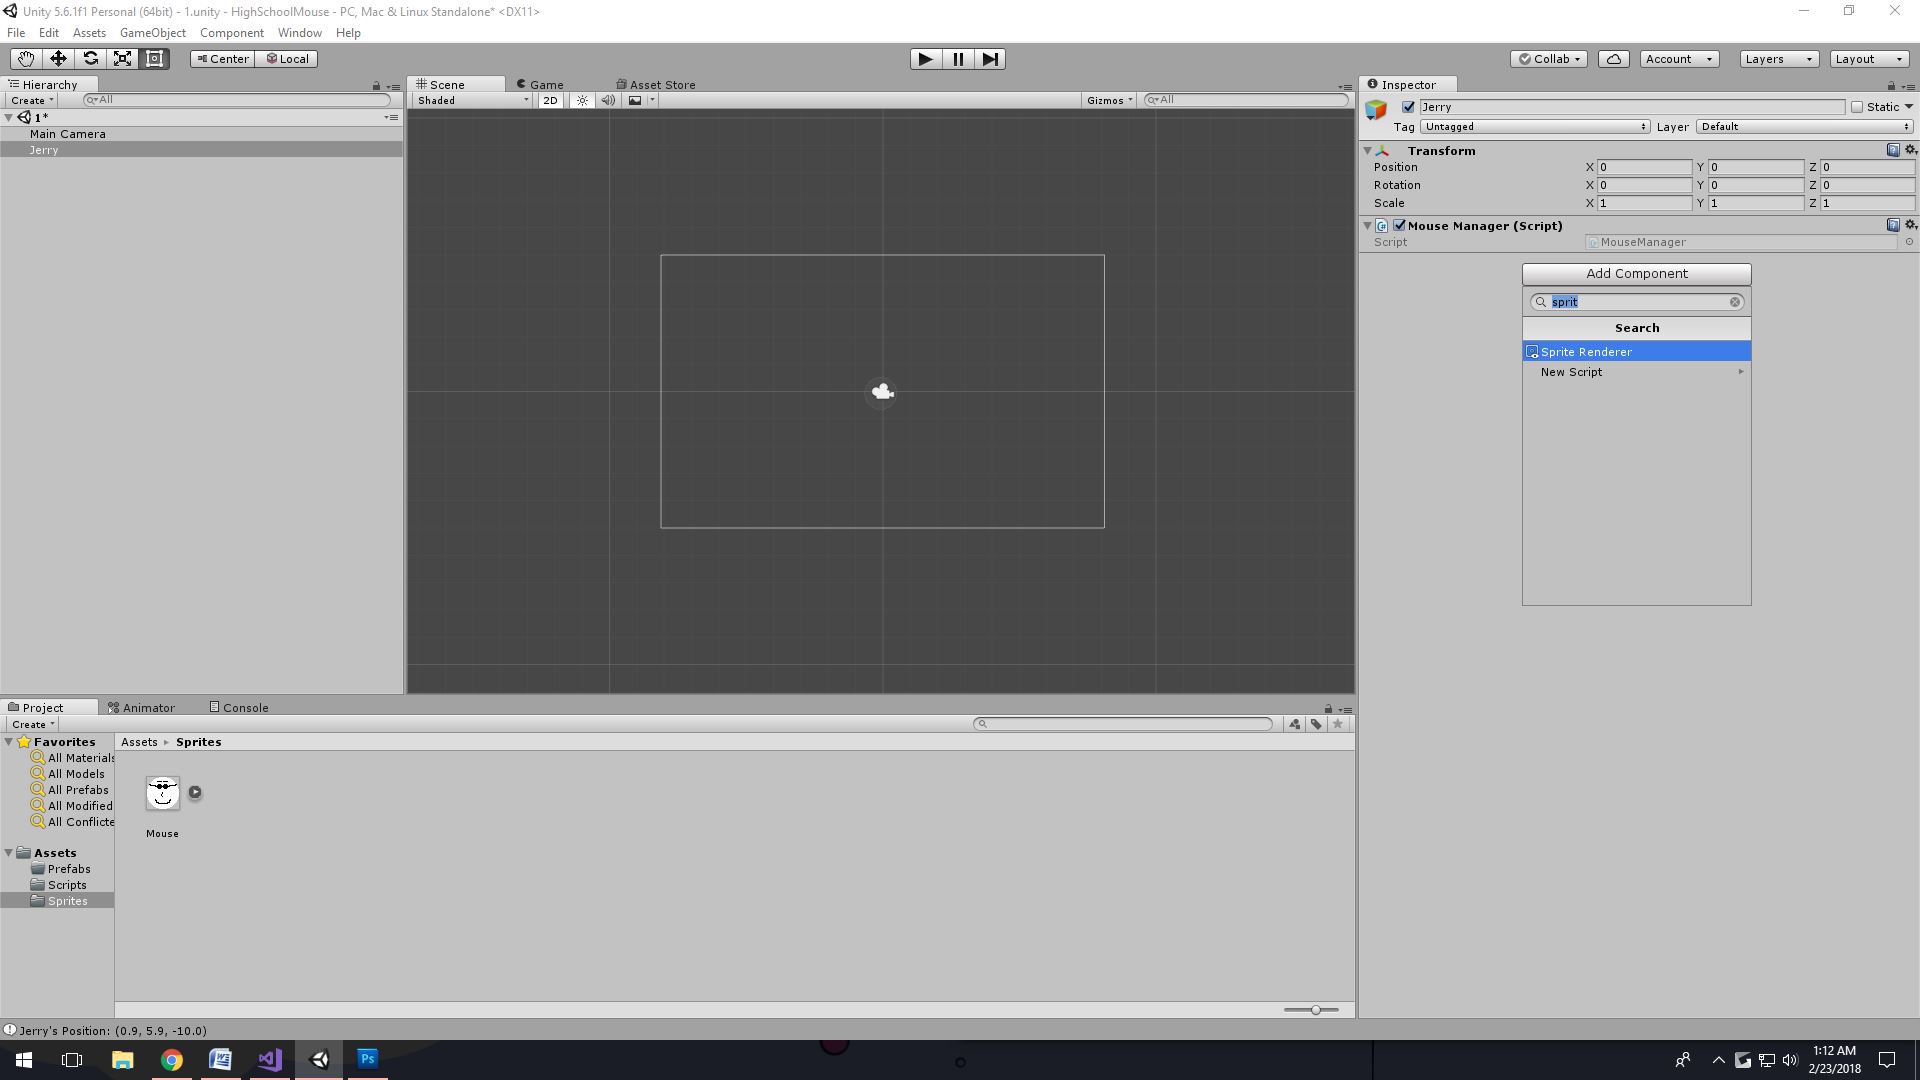 Unity 5.6.1f1 Personal (64bit) - 1.unity - HighSchoolMouse - PC, Mac & Linux Standalone* <DX11>
File Edit Assets GameObject Component Window Help
Center Local Collab Account Layers Layout
Hierarchy
Create All
1*
Main Camera
Jerry
Scene Game Asset Store
Shaded 2D Gizmos All
Inspector
Jerry Static
Tag Untagged Layer Default
Transform
Position X 0 Y 0 Z 0
Rotation X 0 Y 0 Z 0
Scale X 1 Y 1 Z 1
Mouse Manager (Script)
Script MouseManager
Add Component
sprit
Search
Sprite Renderer
New Script
Project Animator Console
Create
Favorites
All Materials
All Models
All Prefabs
All Modified
All Conflicte
Assets
Prefabs
Scripts
Sprites
Assets Sprites
Mouse
Jerry's Position: (0.9, 5.9, -10.0)
Ps
1:12 AM
2/23/2018